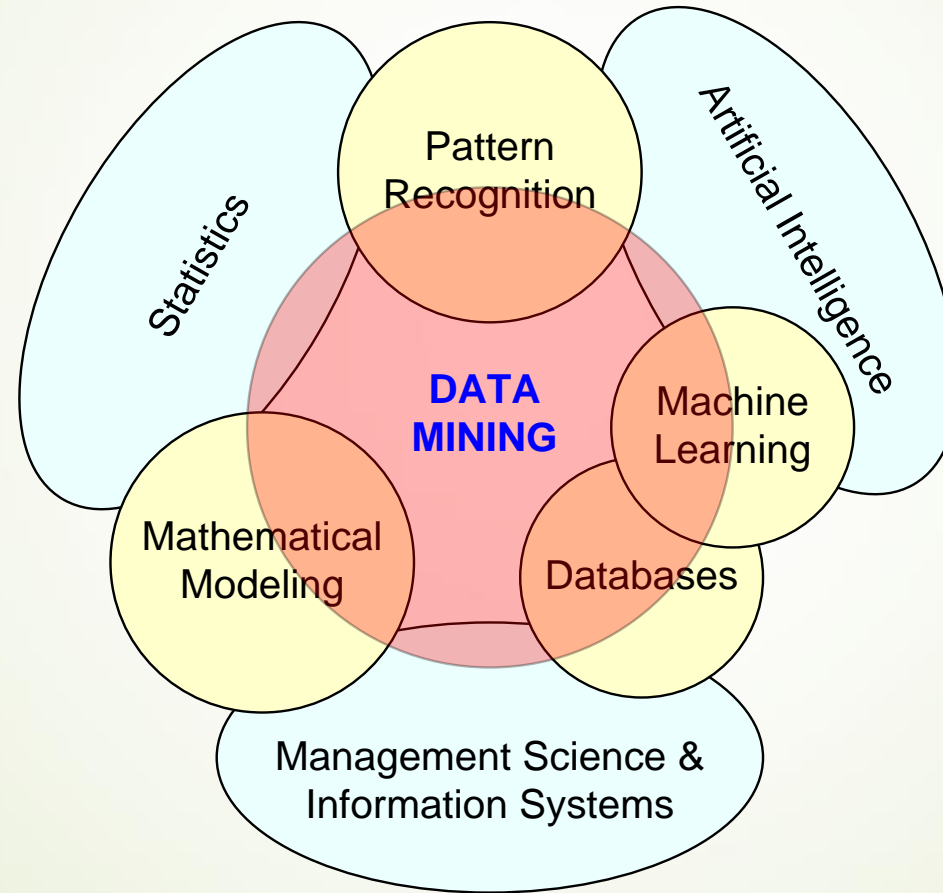 Pattern
Recognition
Statistics
Artificial Intelligence
DATA
MINING
Machine
Learning
Mathematical
Modeling
Databases
Management Science &
Information Systems